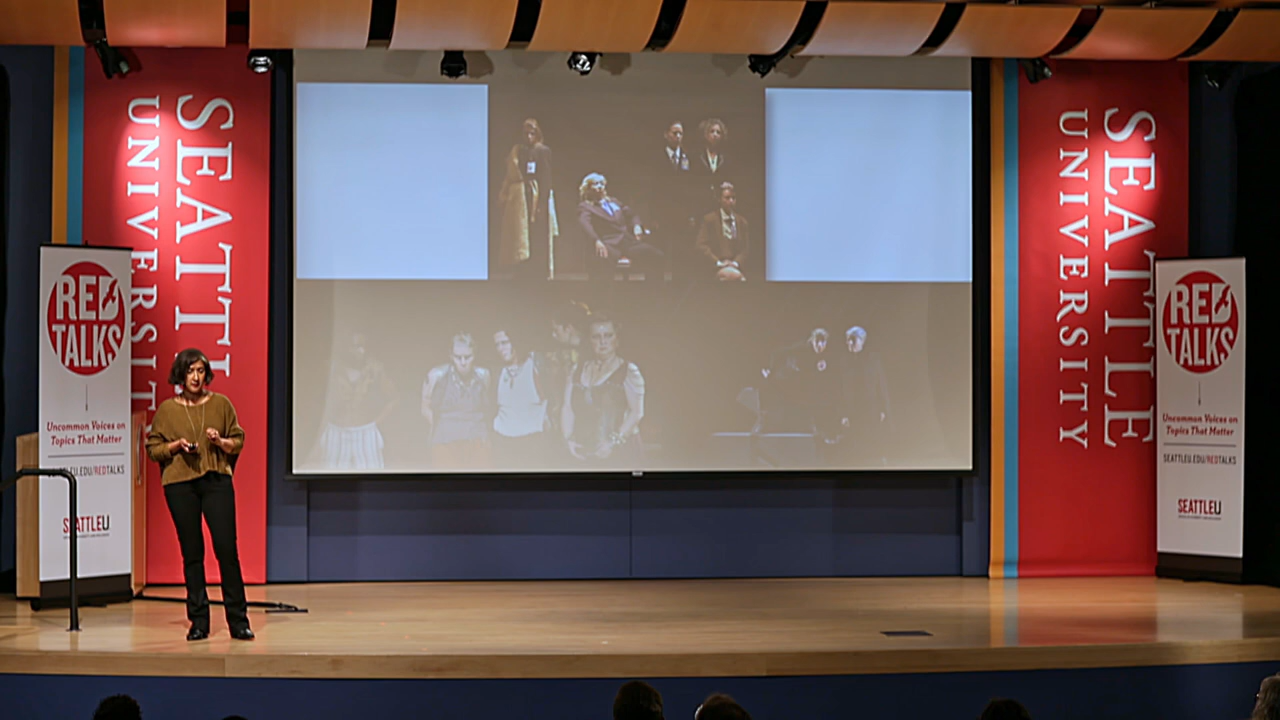 SEATTLE
UNIVERSITY
RED
TALKS
Uncommon Voices on
Topics That Matter
SEATTLEU.EDU/REDTALKS
SEATTLEU
SEATTLE
UNIVERSITY
RED
TALKS
Uncommon Voices on
Topics That Matter
SEATTLEU.EDU/REDTALKS
SEATTLEU